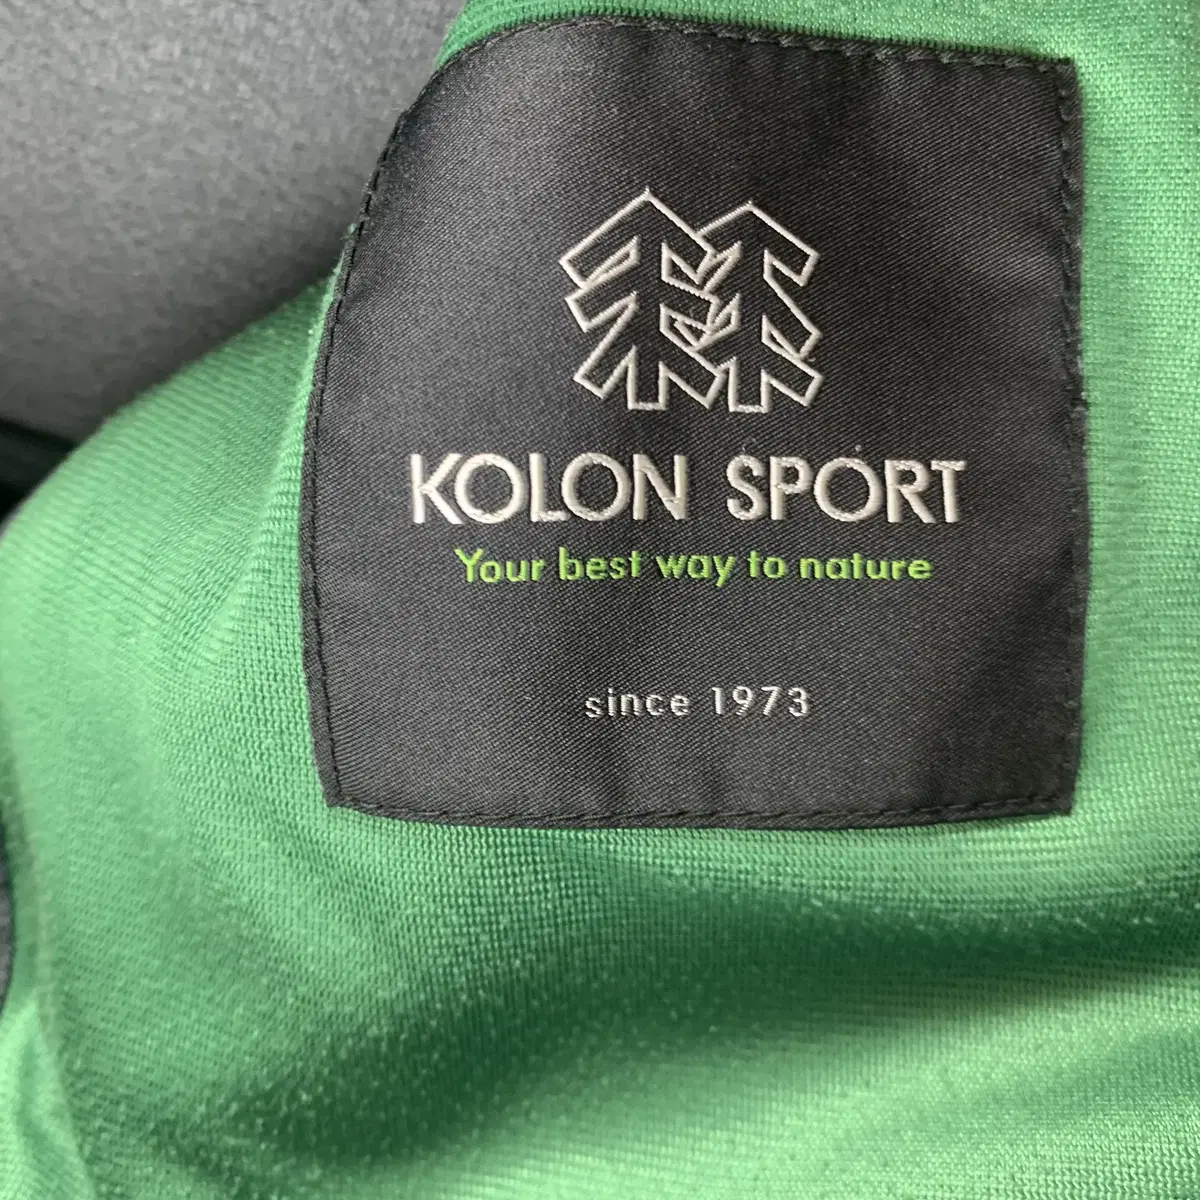 KOLON SPORT
Your best way to nature
since 1973